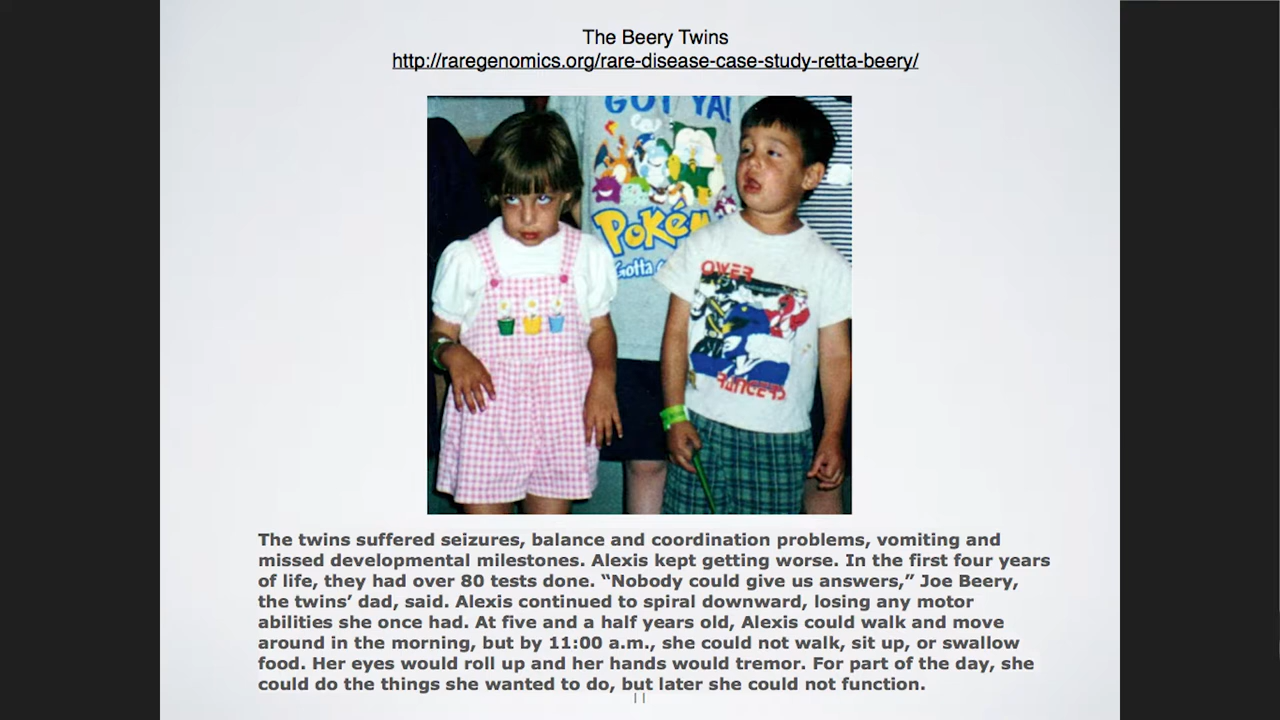 The Beery Twins
http://raregenomics.org/rare-disease-case-study-retta-beery/
GOT YA!
Pokém
Gotta
OWER
RANGERS
The twins suffered seizures, balance and coordination problems, vomiting and
missed developmental milestones. Alexis kept getting worse. In the first four years
of life, they had over 80 tests done. “Nobody could give us answers,” Joe Beery,
the twins’ dad, said. Alexis continued to spiral downward, losing any motor
abilities she once had. At five and a half years old, Alexis could walk and move
around in the morning, but by 11:00 a.m., she could not walk, sit up, or swallow
food. Her eyes would roll up and her hands would tremor. For part of the day, she
could do the things she wanted to do, but later she could not function.
11